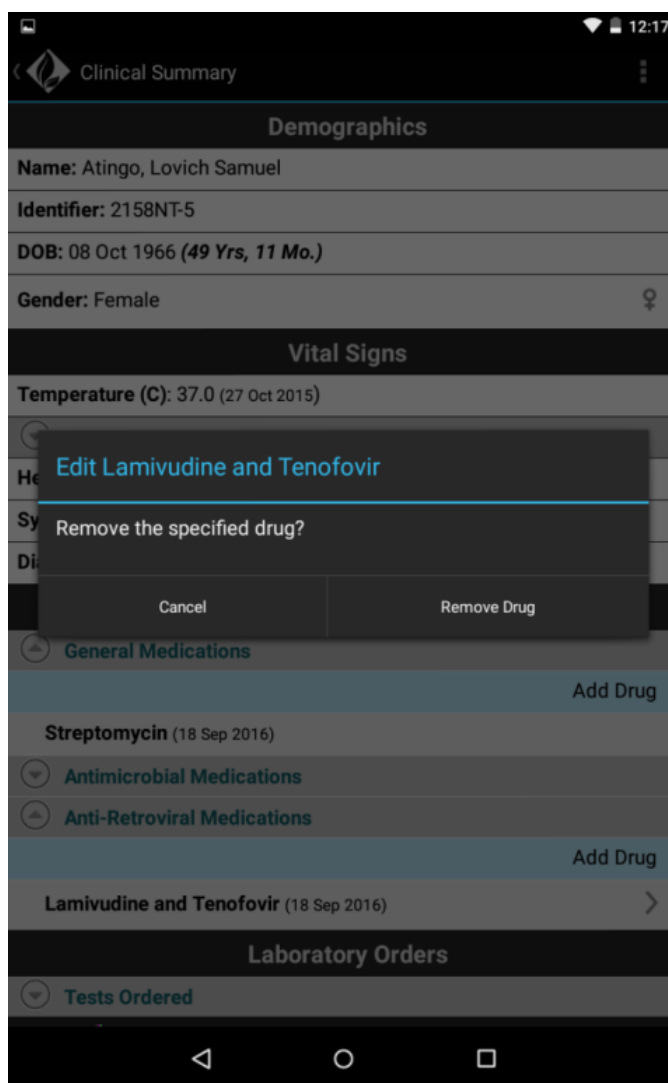 12:17
Clinical Summary
Demographics
Name: Atingo, Lovich Samuel
Identifier: 2158NT-5
DOB: 08 Oct 1966 (49 Yrs, 11 Mo.)
Gender: Female
Vital Signs
Temperature (C): 37.0 (27 Oct 2015)
Edit Lamivudine and Tenofovir
Remove the specified drug?
Cancel
Remove Drug
General Medications
Add Drug
Streptomycin (18 Sep 2016)
Antimicrobial Medications
Anti-Retroviral Medications
Add Drug
Lamivudine and Tenofovir (18 Sep 2016)
Laboratory Orders
Tests Ordered